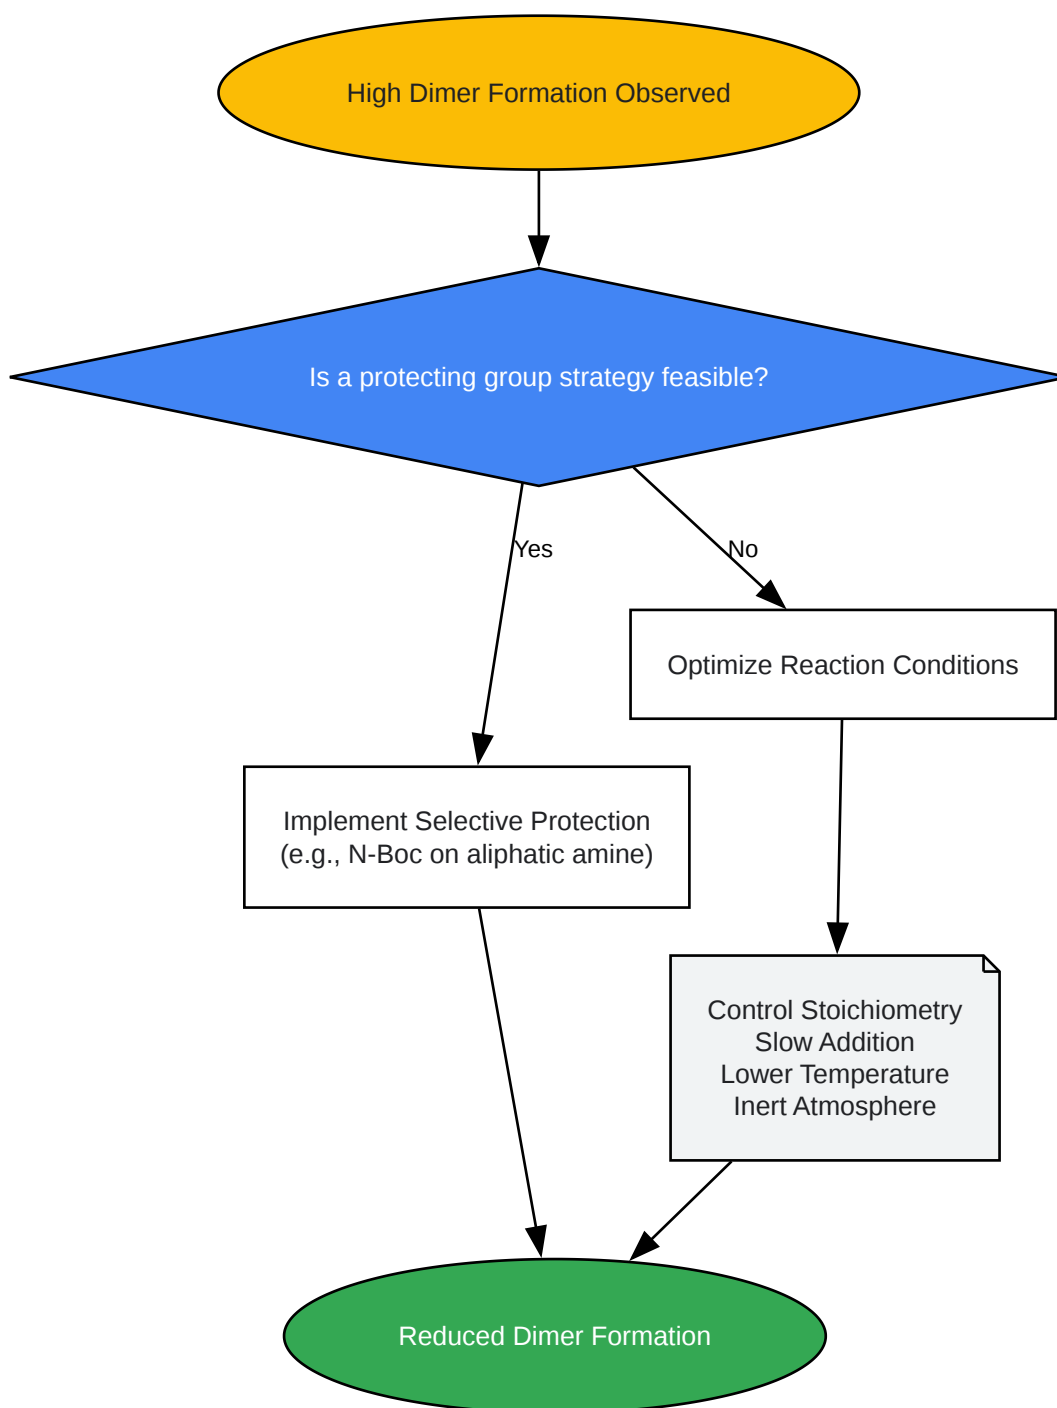 High Dimer Formation Observed
Is a protecting group strategy feasible?
Yes
No
Optimize Reaction Conditions
Implement Selective Protection
(e.g., N-Boc on aliphatic amine)
Control Stoichiometry
Slow Addition
Lower Temperature
Inert Atmosphere
Reduced Dimer Formation